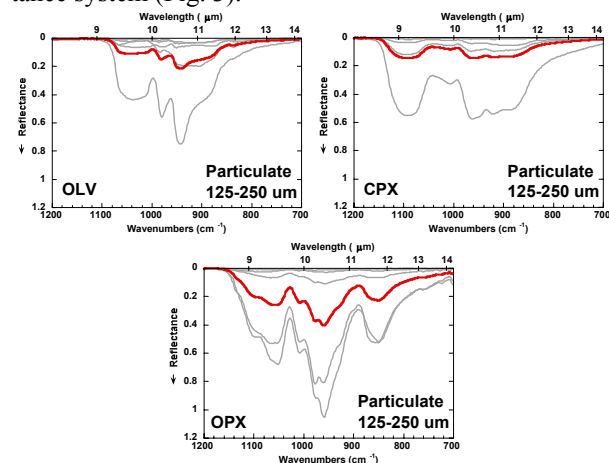 tance system (Fig. 3).
Wavelength ( μm)
9 10 11 12 13 14
0
0.2
0.4
0.6
0.8
1
1.2
← Reflectance
OLV
Particulate
125-250 um
1200 1100 1000 900 800 700
Wavenumbers (cm⁻¹)
Wavelength ( μm)
9 10 11 12 13 14
0
0.2
0.4
0.6
0.8
1
1.2
← Reflectance
CPX
Particulate
125-250 um
1200 1100 1000 900 800 700
Wavenumbers (cm⁻¹)
Wavelength ( μm)
9 10 11 12 13 14
0
0.2
0.4
0.6
0.8
1
1.2
← Reflectance
OPX
Particulate
125-250 um
1200 1100 1000 900 800 700
Wavenumbers (cm⁻¹)